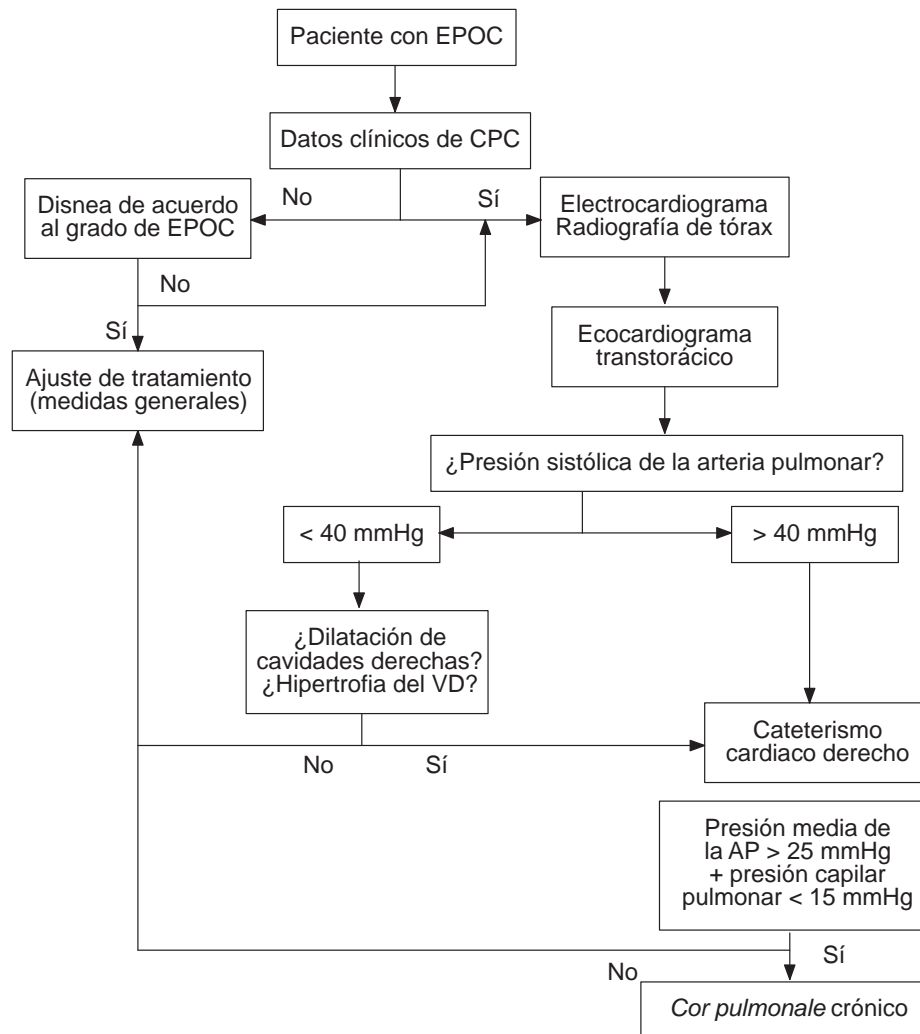 Paciente con EPOC
Datos clínicos de CPC
No
Sí
Disnea de acuerdo
al grado de EPOC
Electrocardiograma
Radiografía de tórax
No
Sí
Ecocardiograma
transtorácico
Ajuste de tratamiento
(medidas generales)
¿Presión sistólica de la arteria pulmonar?
< 40 mmHg
> 40 mmHg
¿Dilatación de
cavidades derechas?
¿Hipertrofia del VD?
Cateterismo
cardiaco derecho
No
Sí
Presión media de
la AP > 25 mmHg
+ presión capilar
pulmonar < 15 mmHg
Sí
No
Cor pulmonale crónico